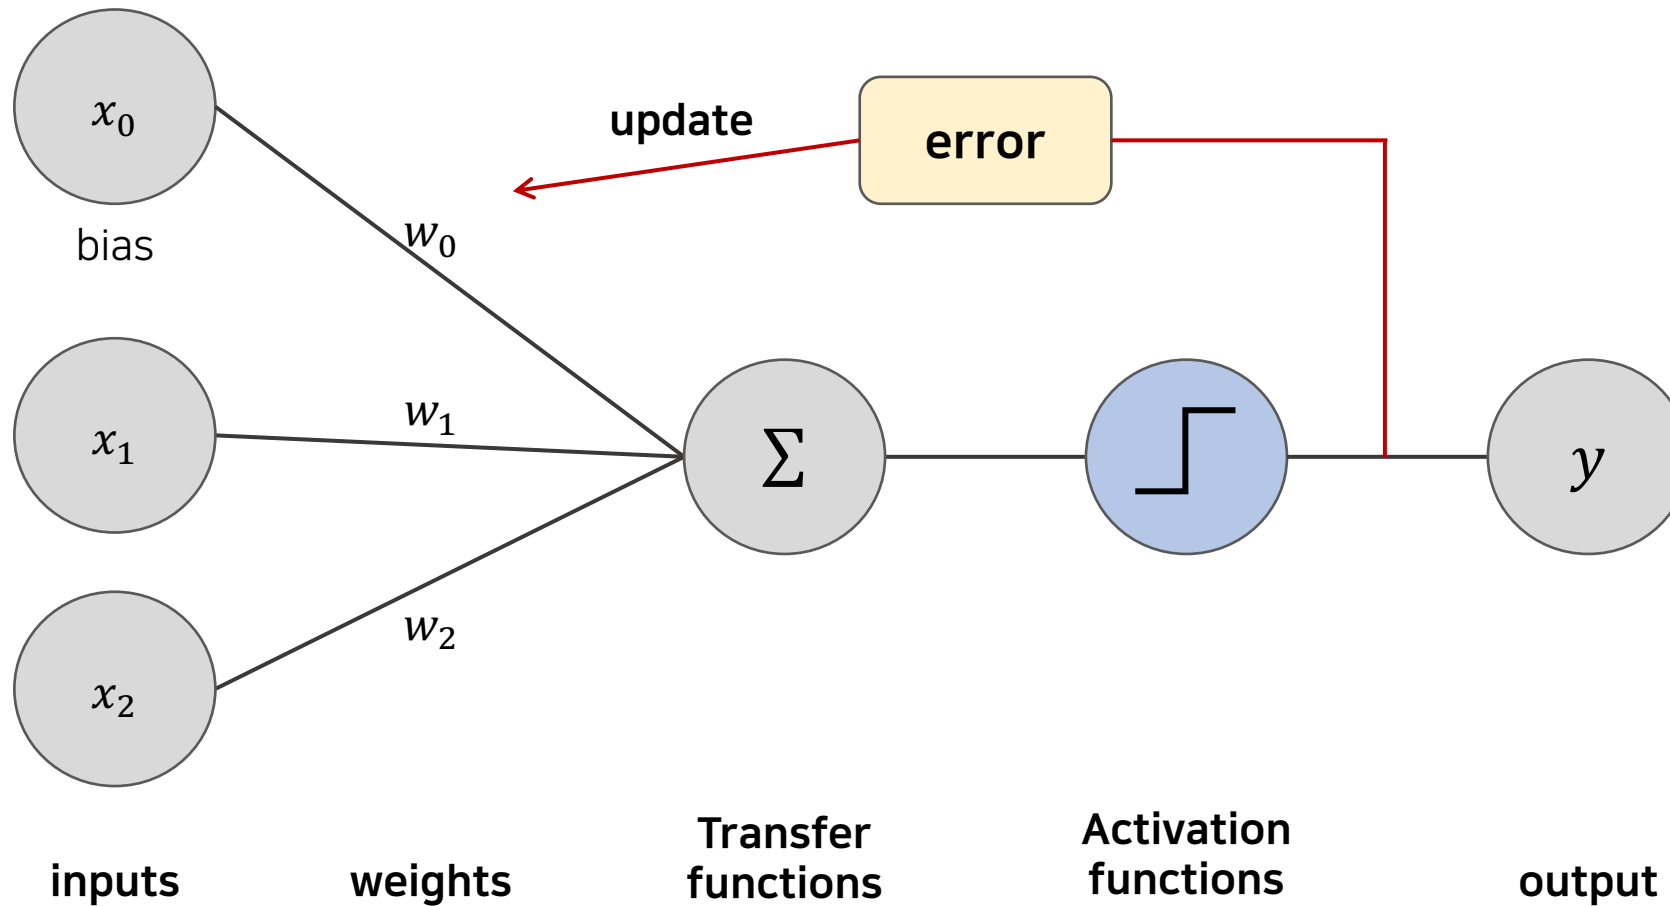 x₀
bias
update
error
w₀
x₁
w₁
Σ
y
x₂
w₂
inputs
weights
Transfer
functions
Activation
functions
output